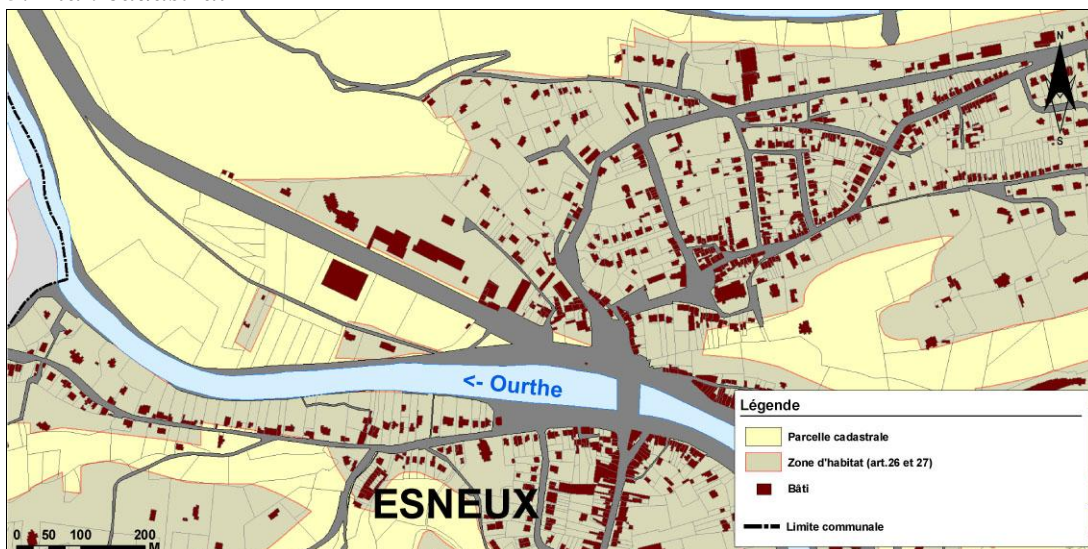 N
S
<- Ourthe
ESNEUX
0 50 100 200
M
Légende
Parcelle cadastrale
Zone d'habitat (art.26 et 27)
Bâti
Limite communale